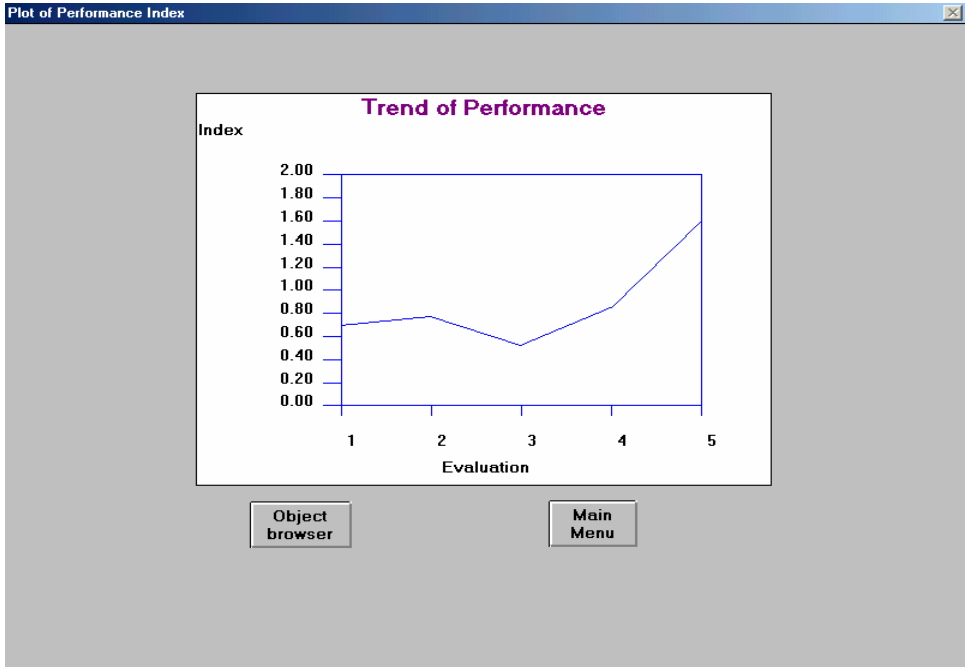 Plot of Performance Index
Trend of Performance
Index
2.00
1.80
1.60
1.40
1.20
1.00
0.80
0.60
0.40
0.20
0.00
1 2 3 4 5
Evaluation
Object
browser
Main
Menu